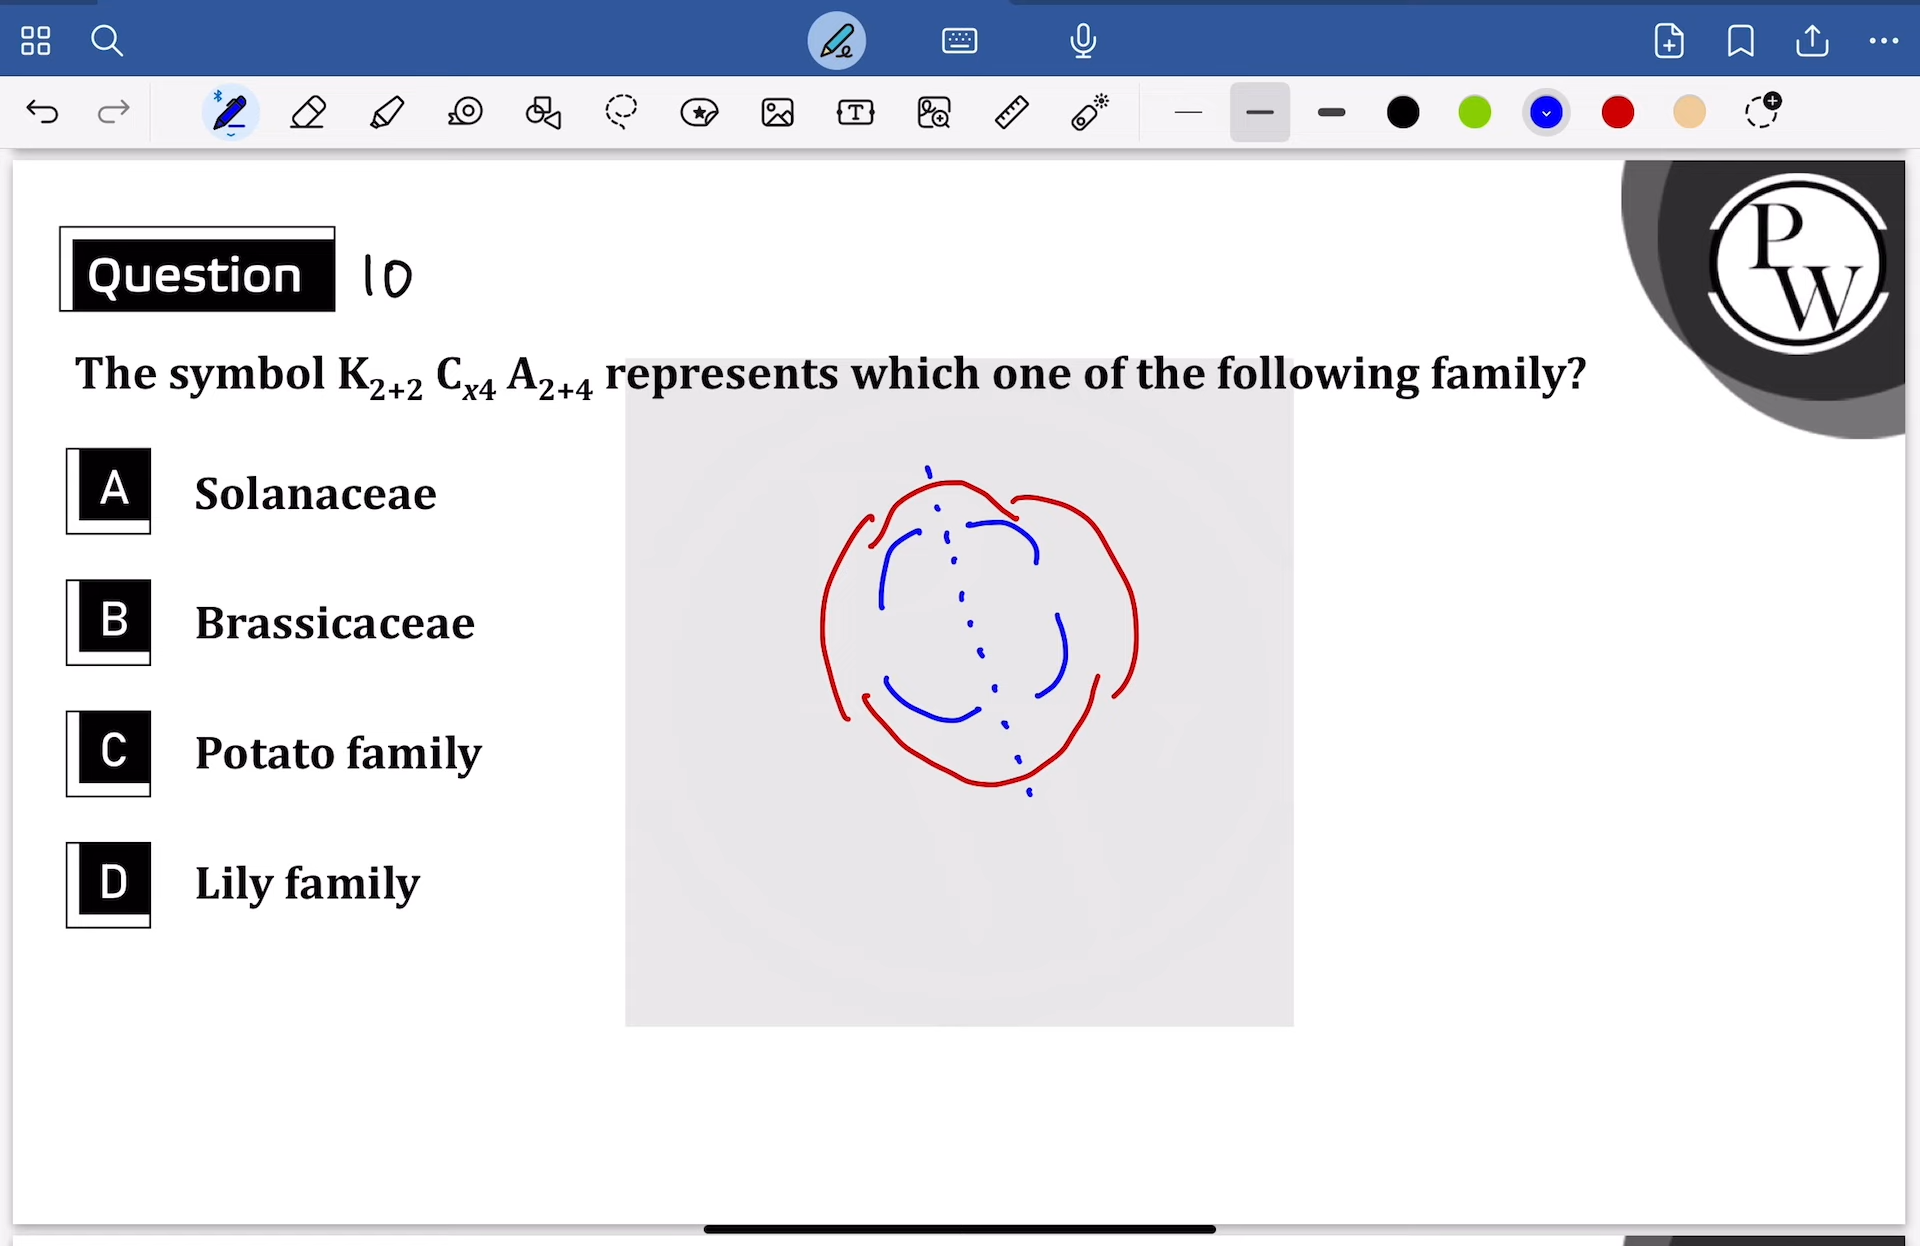 Question 10
P
W
The symbol K₂₊₂ Cₓ₄ A₂₊₄ represents which one of the following family?
A Solanaceae
B Brassicaceae
C Potato family
D Lily family